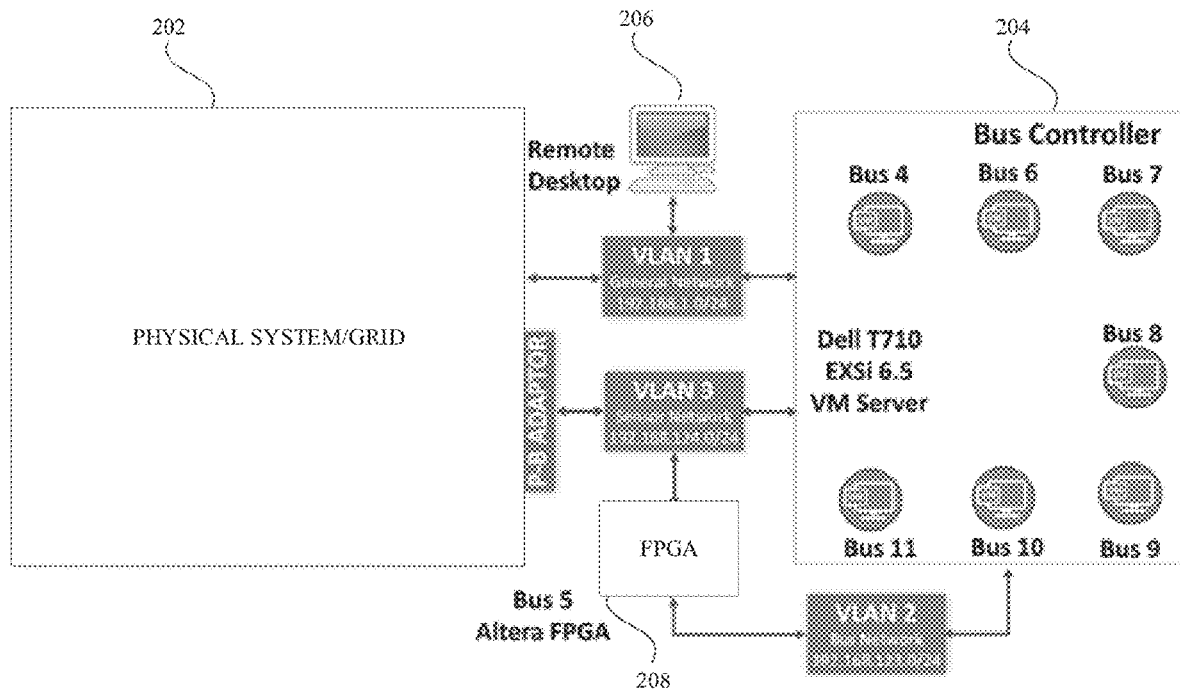 202
206
204
Remote
Desktop
Bus Controller
Bus 4
Bus 6
Bus 7
VLAN 1
PHYSICAL SYSTEM/GRID
ADAPTOR
VLAN 3
Dell T710
EXSi 6.5
VM Server
Bus 8
FPGA
Bus 11
Bus 10
Bus 9
Bus 5
Altera FPGA
VLAN 2
208